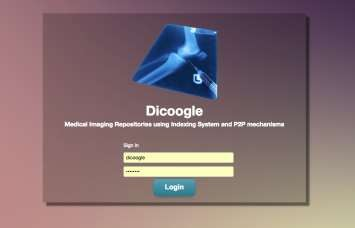 Dicoogle
Medical Imaging Repositories using Indexing System and P2P mechanisms
Sign in
dicoogle
••••••••
Login